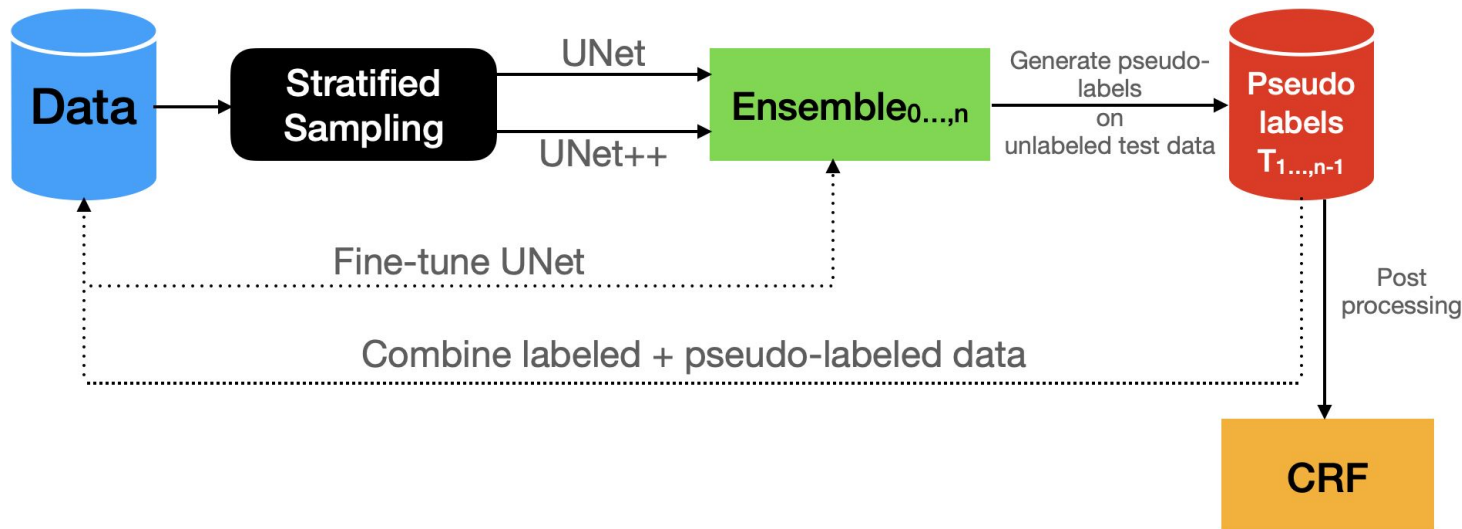 Data
Stratified
Sampling
UNet
UNet++
Ensemble0...,n
Generate pseudo-
labels
on
unlabeled test data
Pseudo
labels
T1...,n-1
Fine-tune UNet
Combine labeled + pseudo-labeled data
Post
processing
CRF